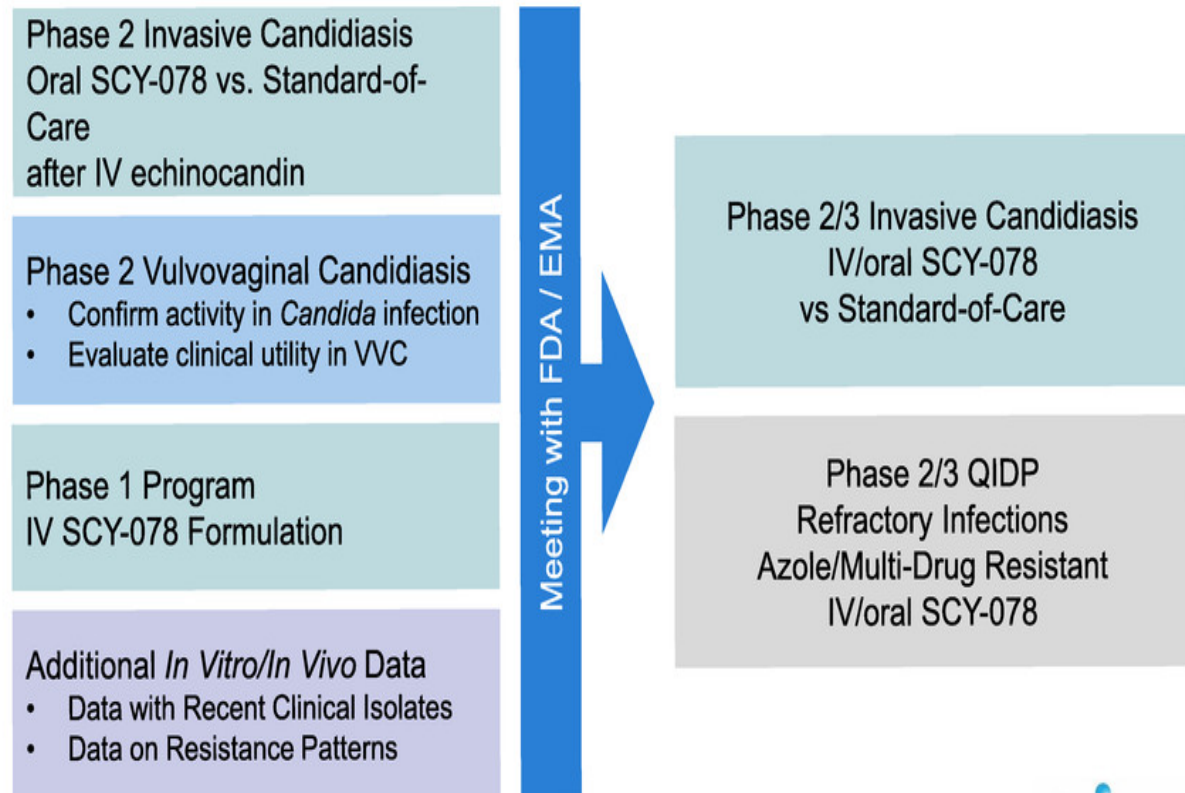 Phase 2 Invasive Candidiasis
Oral SCY-078 vs. Standard-of-
Care
after IV echinocandin
Phase 2 Vulvovaginal Candidiasis
• Confirm activity in Candida infection
• Evaluate clinical utility in VVC
Phase 1 Program
IV SCY-078 Formulation
Additional In Vitro/In Vivo Data
• Data with Recent Clinical Isolates
• Data on Resistance Patterns
Meeting with FDA / EMA
Phase 2/3 Invasive Candidiasis
IV/oral SCY-078
vs Standard-of-Care
Phase 2/3 QIDP
Refractory Infections
Azole/Multi-Drug Resistant
IV/oral SCY-078